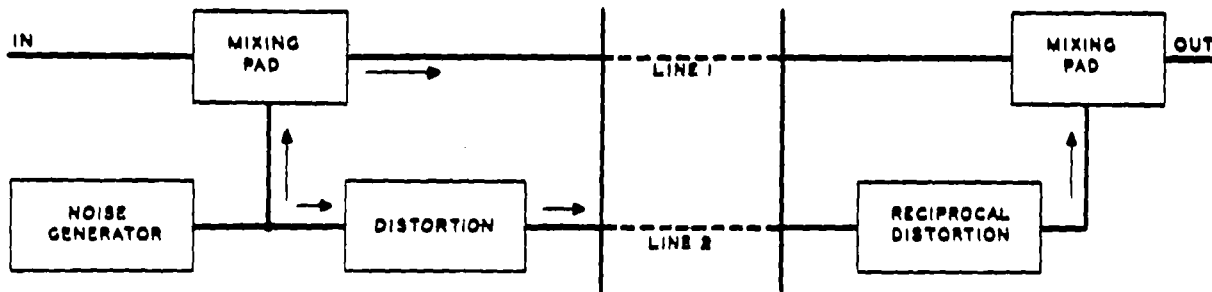 IN
MIXING
PAD
LINE 1
MIXING
PAD
OUT
NOISE
GENERATOR
DISTORTION
LINE 2
RECIPROCAL
DISTORTION